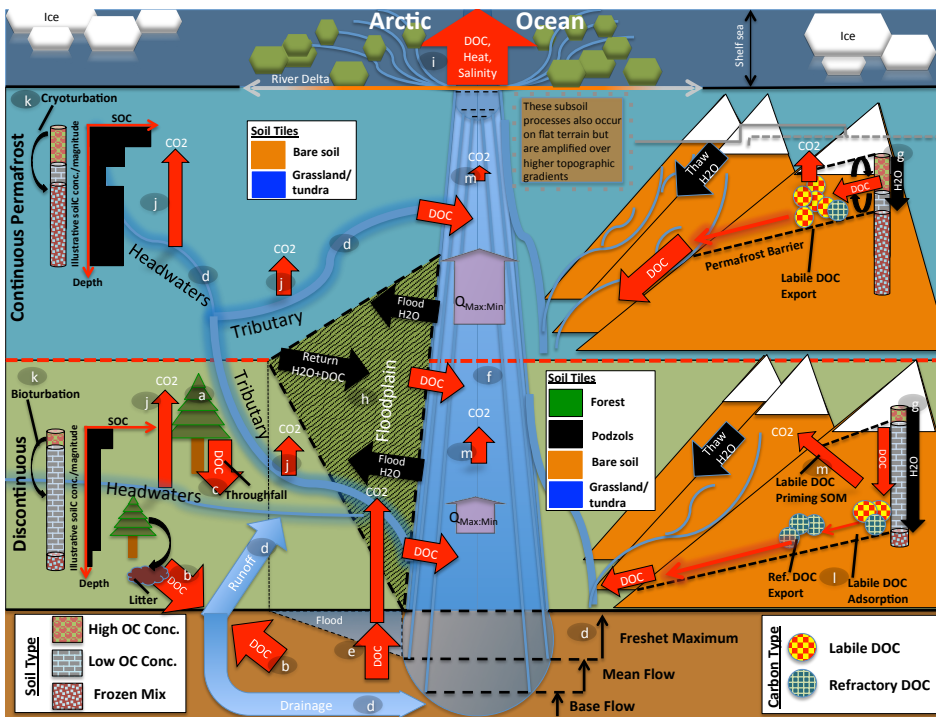 Ice
Arctic Ocean
DOC,
Heat,
Salinity
i
Ice
Shelf sea
River Delta
Continuous Permafrost
k
Cryoturbation
SOC
Illustrative soilC conc./magnitude
Depth
CO2
j
Soil Tiles
Bare soil
Grassland/
tundra
These subsoil
processes also occur
on flat terrain but
are amplified over
higher topographic
gradients
CO2
m
DOC
d
d
Headwaters
CO2
j
Tributary
Q Max:Min
Flood
H2O
Thaw
H2O
CO2
g
H2O
DOC
DOC
Permafrost Barrier
Labile DOC
Export
Discontinuous
k
Bioturbation
SOC
Illustrative soilC conc./magnitude
Depth
CO2
j
a
DOC
c
Throughfall
Headwaters
Tributary
Return
H2O+DOC
h
Floodplain
DOC
f
CO2
m
CO2
j
Flood
H2O
CO2
DOC
Q Max:Min
Soil Tiles
Forest
Podzols
Bare soil
Grassland/
tundra
Thaw
H2O
g
CO2
m
DOC
H2O
Labile DOC
Priming SOM
Ref. DOC
Export
l
Labile DOC
Adsorption
DOC
Litter
DOC
b
Runoff
d
Flood
e
DOC
DOC
b
Drainage
d
d
Freshet Maximum
Mean Flow
Base Flow
Soil Type
High OC Conc.
Low OC Conc.
Frozen Mix
Carbon Type
Labile DOC
Refractory DOC